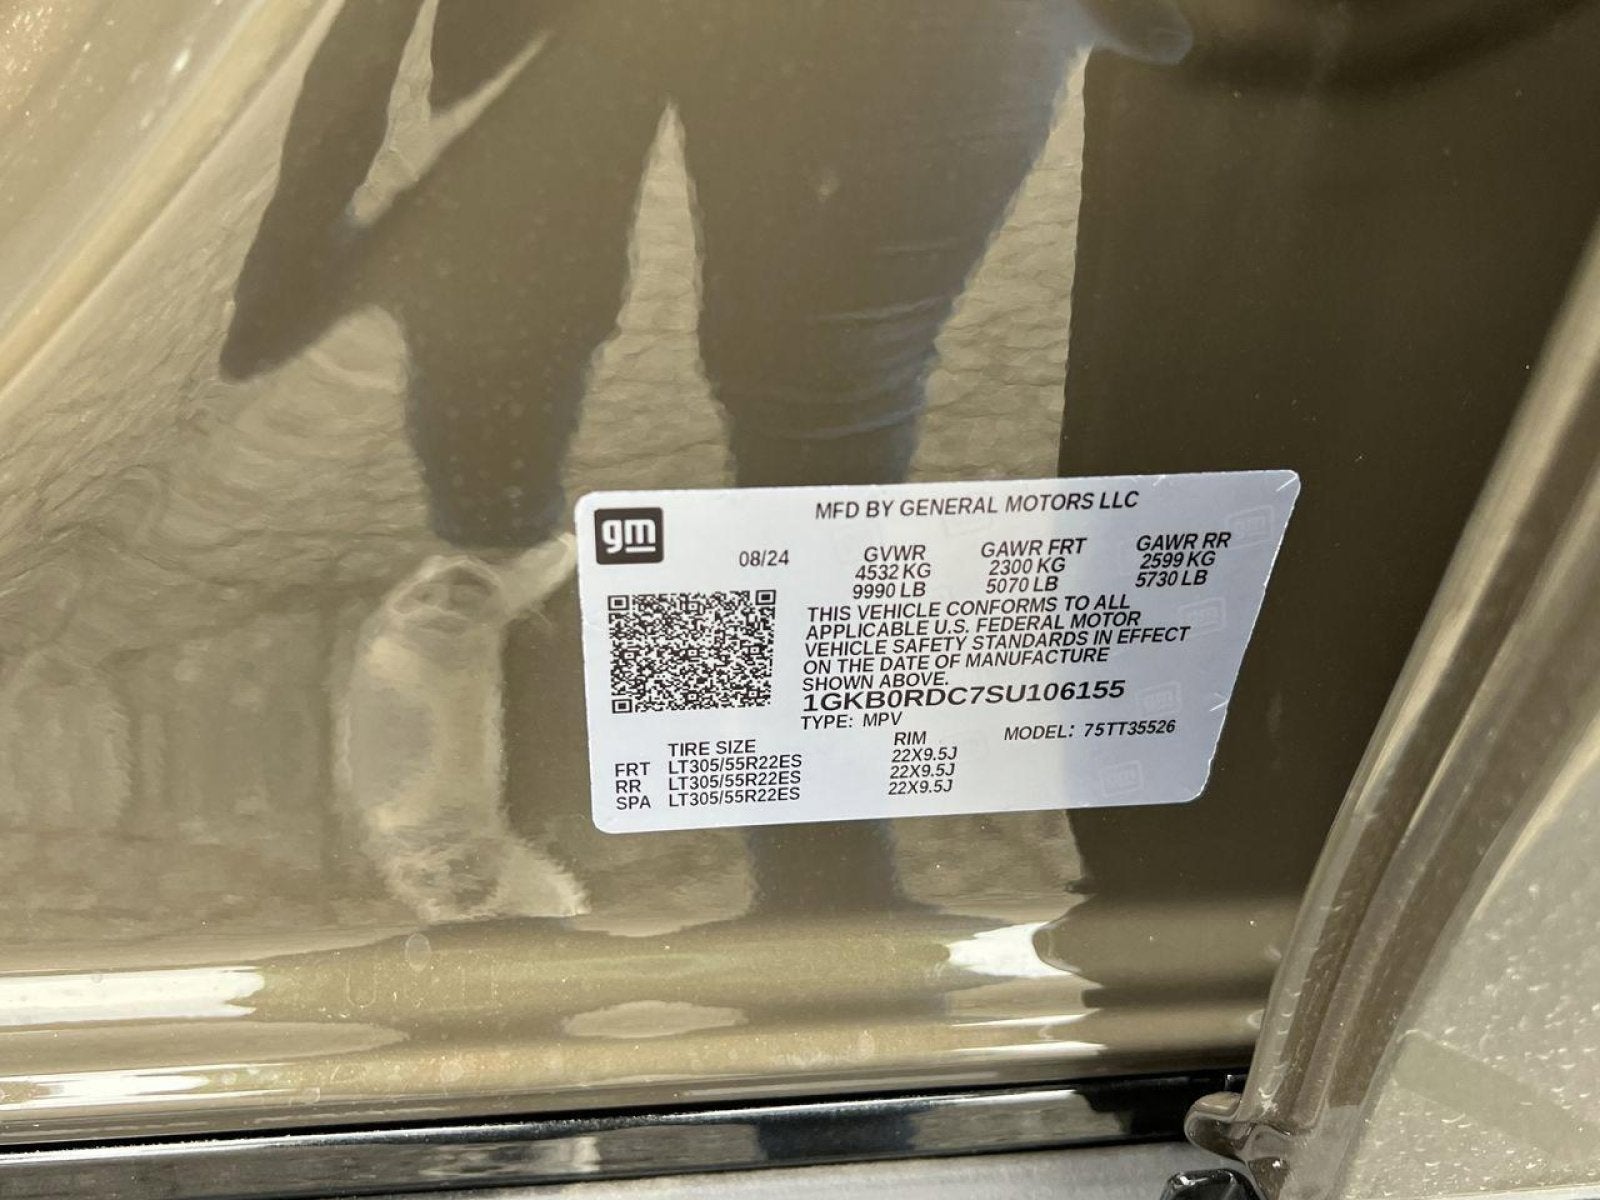 MFD BY GENERAL MOTORS LLC
gm
08/24 GVWR GAWR FRT GAWR RR
4532 KG 2300 KG 2599 KG
9990 LB 5070 LB 5730 LB
THIS VEHICLE CONFORMS TO ALL
APPLICABLE U.S. FEDERAL MOTOR
VEHICLE SAFETY STANDARDS IN EFFECT
ON THE DATE OF MANUFACTURE
SHOWN ABOVE.
1GKB0RDC7SU106155
TYPE: MPV MODEL: 75TT35526
TIRE SIZE RIM
FRT LT305/55R22ES 22X9.5J
RR LT305/55R22ES 22X9.5J
SPA LT305/55R22ES 22X9.5J